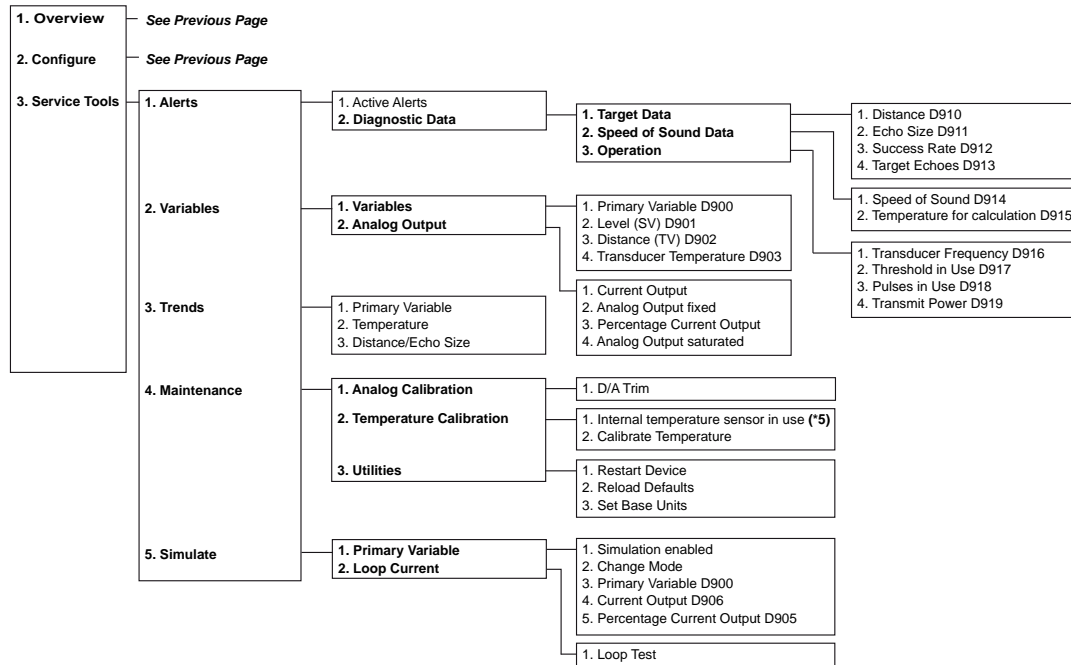 1. Overview
See Previous Page
2. Configure
See Previous Page
3. Service Tools
1. Alerts
1. Active Alerts
2. Diagnostic Data
1. Target Data
2. Speed of Sound Data
3. Operation
1. Distance D910
2. Echo Size D911
3. Success Rate D912
4. Target Echoes D913
1. Speed of Sound D914
2. Temperature for calculation D915
1. Transducer Frequency D916
2. Threshold in Use D917
3. Pulses in Use D918
4. Transmit Power D919
2. Variables
1. Variables
2. Analog Output
1. Primary Variable D900
2. Level (SV) D901
3. Distance (TV) D902
4. Transducer Temperature D903
1. Current Output
2. Analog Output fixed
3. Percentage Current Output
4. Analog Output saturated
3. Trends
1. Primary Variable
2. Temperature
3. Distance/Echo Size
4. Maintenance
1. Analog Calibration
1. D/A Trim
2. Temperature Calibration
1. Internal temperature sensor in use (*5)
2. Calibrate Temperature
3. Utilities
1. Restart Device
2. Reload Defaults
3. Set Base Units
5. Simulate
1. Primary Variable
2. Loop Current
1. Simulation enabled
2. Change Mode
3. Primary Variable D900
4. Current Output D906
5. Percentage Current Output D905
1. Loop Test